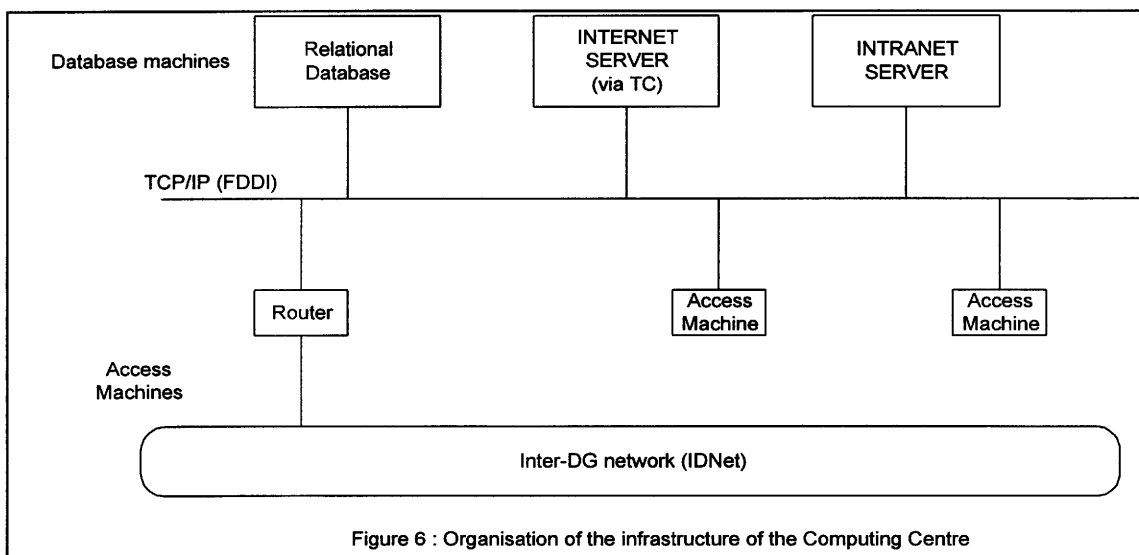 Database machines
Relational
Database
INTERNET
SERVER
(via TC)
INTRANET
SERVER
TCP/IP (FDDI)
Router
Access
Machine
Access
Machine
Access
Machines
Inter-DG network (IDNet)
Figure 6 : Organisation of the infrastructure of the Computing Centre